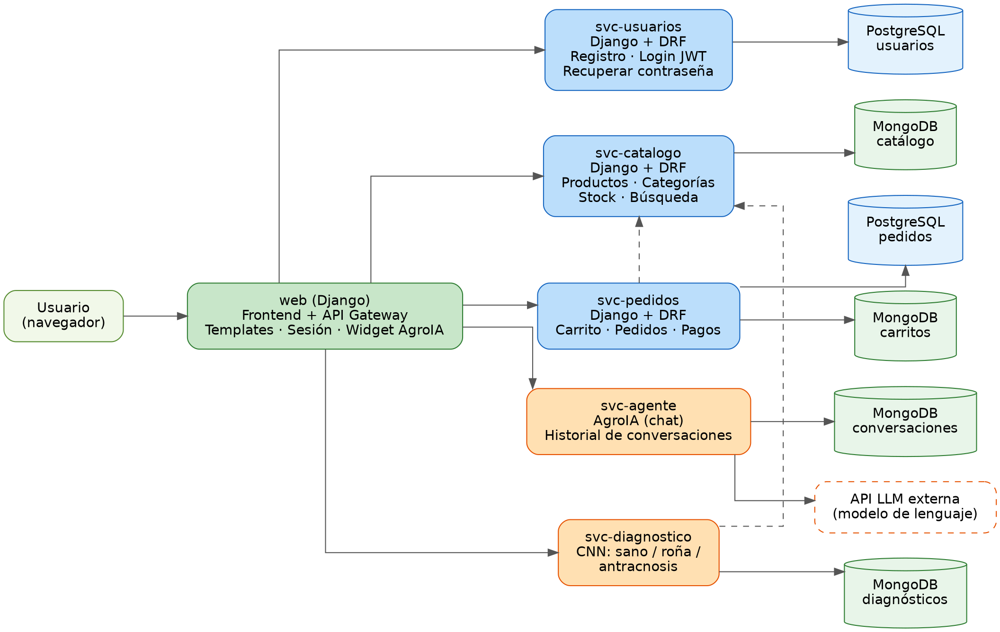 Usuario
(navegador)
web (Django)
Frontend + API Gateway
Templates · Sesión · Widget AgroIA
svc-usuarios
Django + DRF
Registro · Login JWT
Recuperar contraseña
svc-catalogo
Django + DRF
Productos · Categorías
Stock · Búsqueda
svc-pedidos
Django + DRF
Carrito · Pedidos · Pagos
svc-agente
AgroIA (chat)
Historial de conversaciones
svc-diagnostico
CNN: sano / roña /
antracnosis
PostgreSQL
usuarios
MongoDB
catálogo
PostgreSQL
pedidos
MongoDB
carritos
MongoDB
conversaciones
API LLM externa
(modelo de lenguaje)
MongoDB
diagnósticos